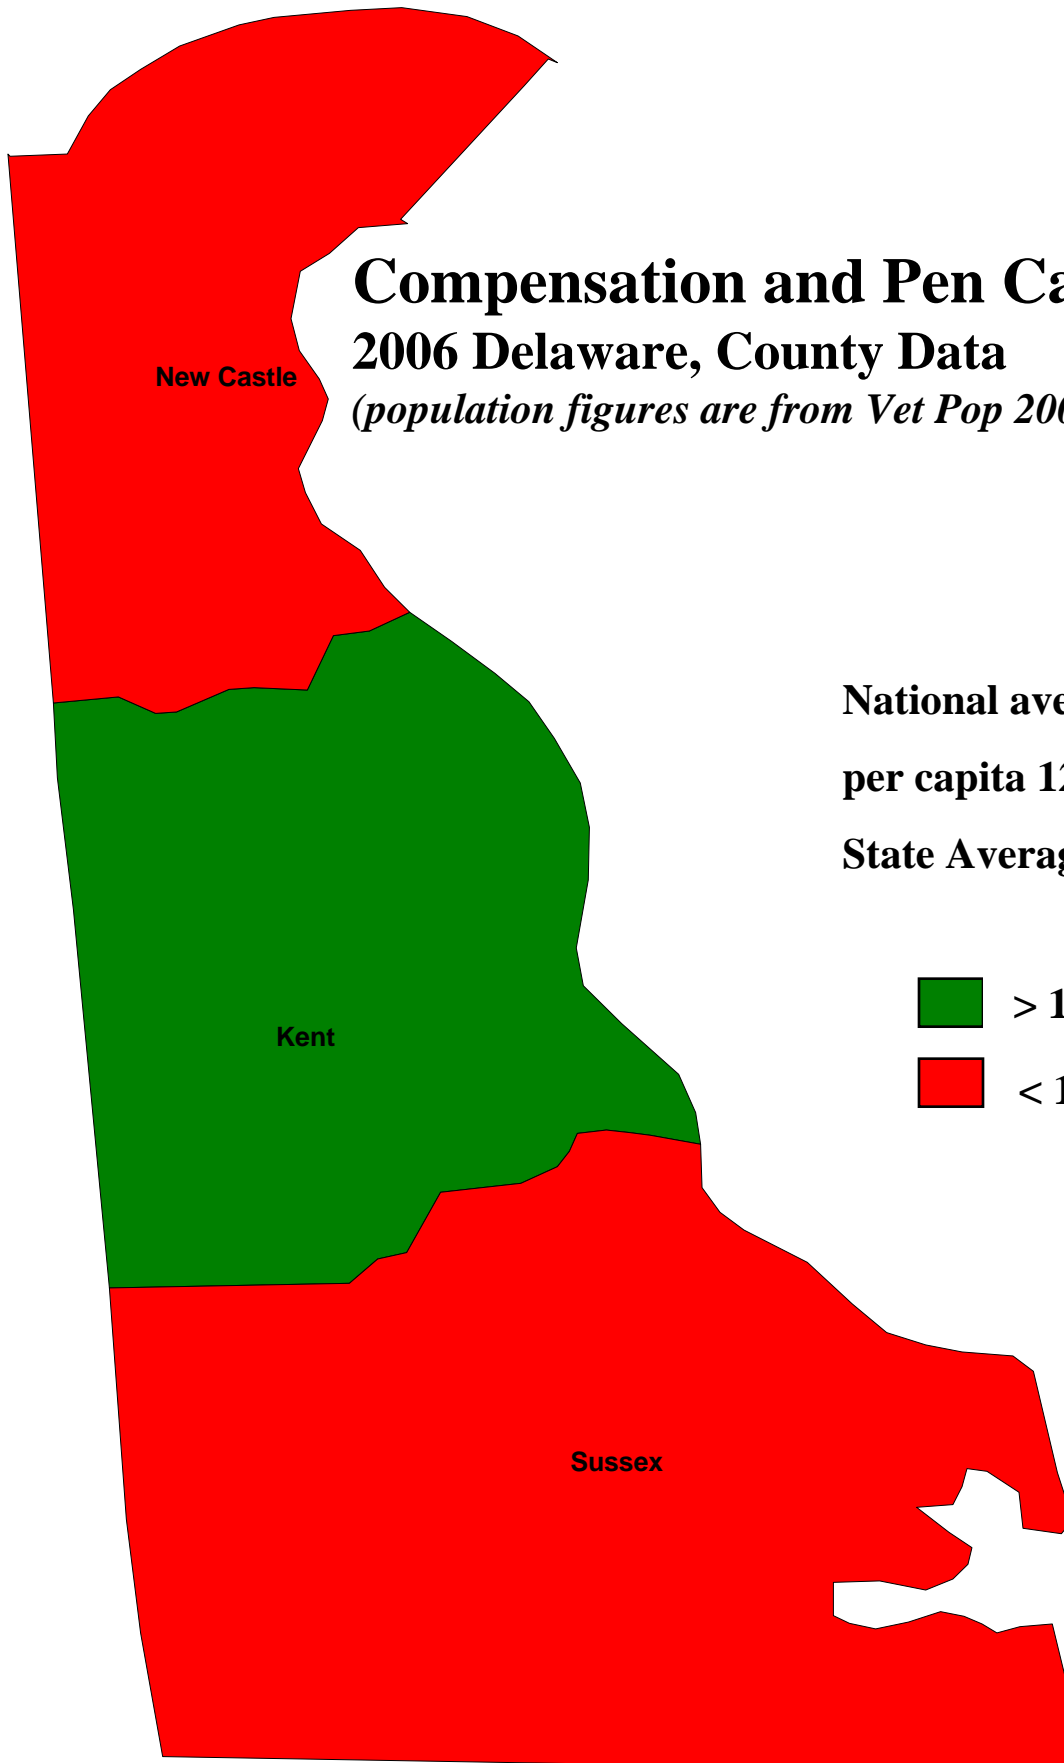 Compensation and Pen Ca
2006 Delaware, County Data
(population figures are from Vet Pop 200
New Castle
National ave
per capita 12
State Averag
> 1
Kent
< 1
Sussex